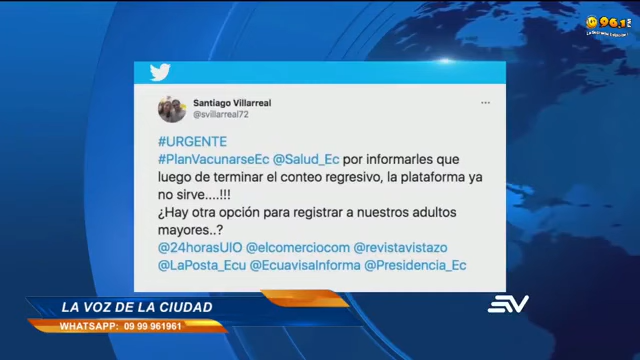 96.1
Santiago Villarreal
@svillarreal72
#URGENTE
#PlanVacunarseEc @Salud_Ec por informarles que
luego de terminar el conteo regresivo, la plataforma ya
no sirve....!!!
¿Hay otra opción para registrar a nuestros adultos
mayores..?
@24horasUIO @elcomerciocom @revistavistazo
@LaPosta_Ecu @EcuavisaInforma @Presidencia_Ec
LA VOZ DE LA CIUDAD
WHATSAPP: 09 99 961961